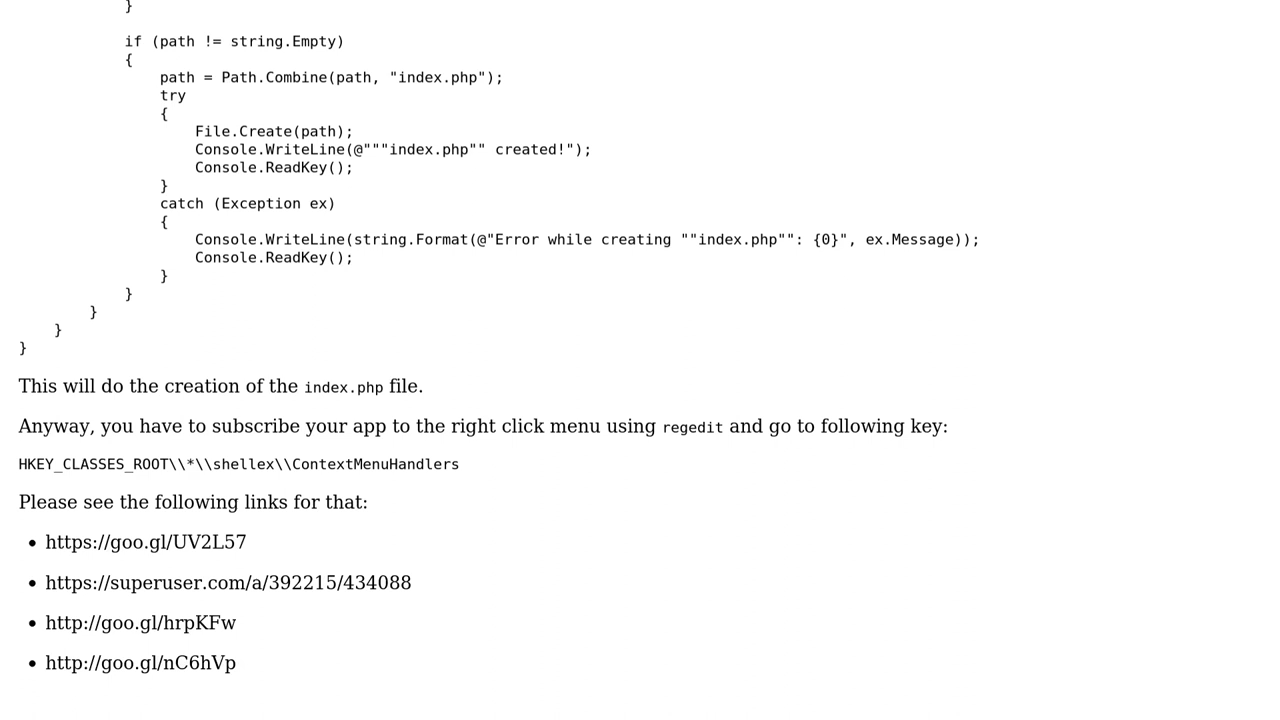 }

            if (path != string.Empty)
            {
                path = Path.Combine(path, "index.php");
                try
                {
                    File.Create(path);
                    Console.WriteLine(@"""index.php"" created!");
                    Console.ReadKey();
                }
                catch (Exception ex)
                {
                    Console.WriteLine(string.Format(@"Error while creating ""index.php"": {0}", ex.Message));
                    Console.ReadKey();
                }
            }
        }
    }
}
This will do the creation of the index.php file.
Anyway, you have to subscribe your app to the right click menu using regedit and go to following key:
HKEY_CLASSES_ROOT\\*\\shellex\\ContextMenuHandlers
Please see the following links for that:
• https://goo.gl/UV2L57
• https://superuser.com/a/392215/434088
• http://goo.gl/hrpKFw
• http://goo.gl/nC6hVp